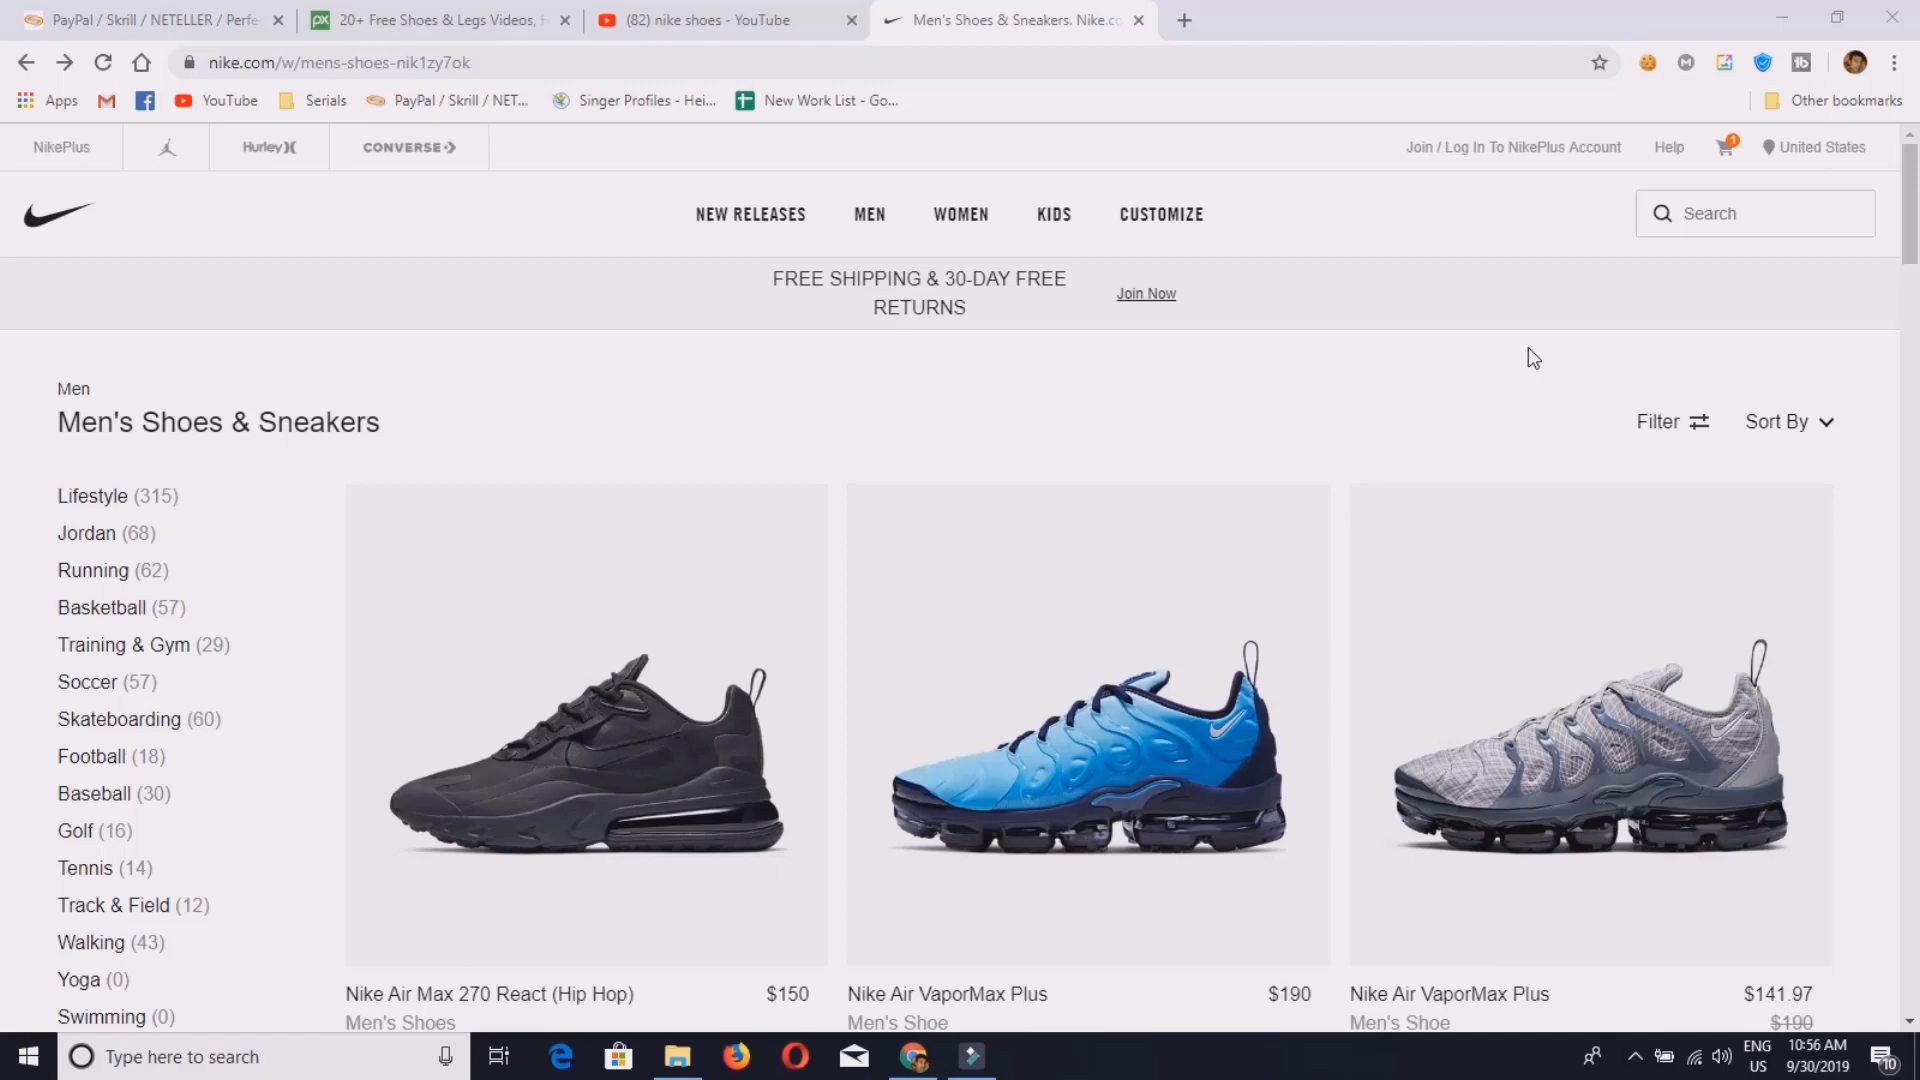 PayPal / Skrill / NETELLER / Perfe
20+ Free Shoes & Legs Videos, H
(82) nike shoes - YouTube
Men's Shoes & Sneakers. Nike.co
nike.com/w/mens-shoes-nik1zy7ok
Apps
YouTube
Serials
PayPal / Skrill / NET...
Singer Profiles - Hei...
New Work List - Go...
Other bookmarks
NikePlus
Hurley
CONVERSE
Join / Log In To NikePlus Account
Help
1
United States
NEW RELEASES
MEN
WOMEN
KIDS
CUSTOMIZE
Search
FREE SHIPPING & 30-DAY FREE
RETURNS
Join Now
Men
Men's Shoes & Sneakers
Filter
Sort By
Lifestyle (315)
Jordan (68)
Running (62)
Basketball (57)
Training & Gym (29)
Soccer (57)
Skateboarding (60)
Football (18)
Baseball (30)
Golf (16)
Tennis (14)
Track & Field (12)
Walking (43)
Yoga (0)
Swimming (0)
Nike Air Max 270 React (Hip Hop)
$150
Men's Shoes
Nike Air VaporMax Plus
$190
Men's Shoe
Nike Air VaporMax Plus
$141.97
Men's Shoe
$190
Type here to search
ENG
US
10:56 AM
9/30/2019
10